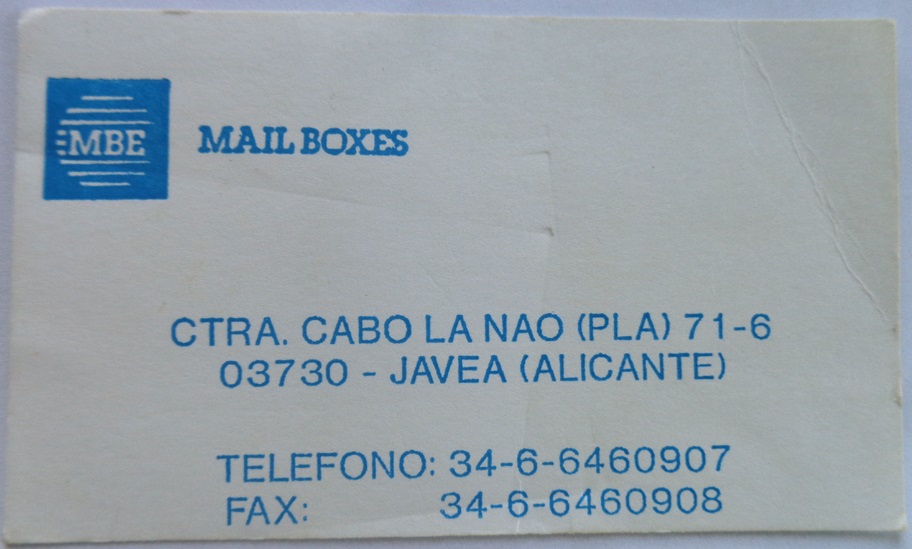 MBE
MAIL BOXES
CTRA. CABO LA NAO (PLA) 71-6
03730 - JAVEA (ALICANTE)
TELEFONO: 34-6-6460907
FAX: 34-6-6460908